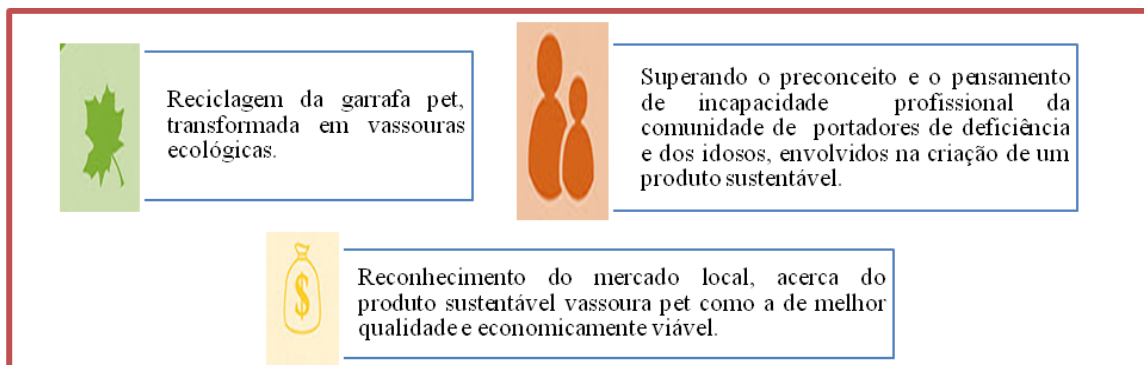 Reciclagem da garrafa pet,
transformada em vassouras
ecológicas.
Superando o preconceito e o pensamento
de incapacidade profissional da
comunidade de portadores de deficiência
e dos idosos, envolvidos na criação de um
produto sustentável.
$
Reconhecimento do mercado local, acerca do
produto sustentável vassoura pet como a de melhor
qualidade e economicamente viável.